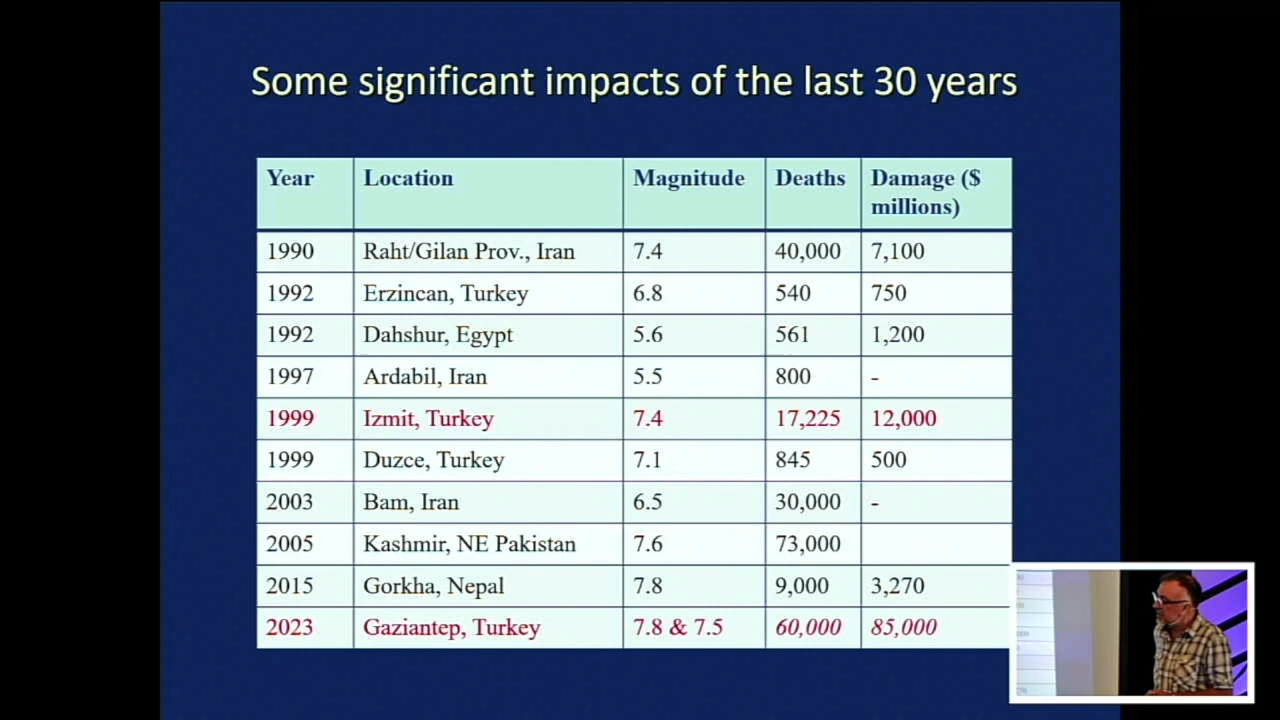 Some significant impacts of the last 30 years
Year Location Magnitude Deaths Damage ($ millions)
1990 Raht/Gilan Prov., Iran 7.4 40,000 7,100
1992 Erzincan, Turkey 6.8 540 750
1992 Dahshur, Egypt 5.6 561 1,200
1997 Ardabil, Iran 5.5 800 -
1999 Izmit, Turkey 7.4 17,225 12,000
1999 Duzce, Turkey 7.1 845 500
2003 Bam, Iran 6.5 30,000 -
2005 Kashmir, NE Pakistan 7.6 73,000
2015 Gorkha, Nepal 7.8 9,000 3,270
2023 Gaziantep, Turkey 7.8 & 7.5 60,000 85,000